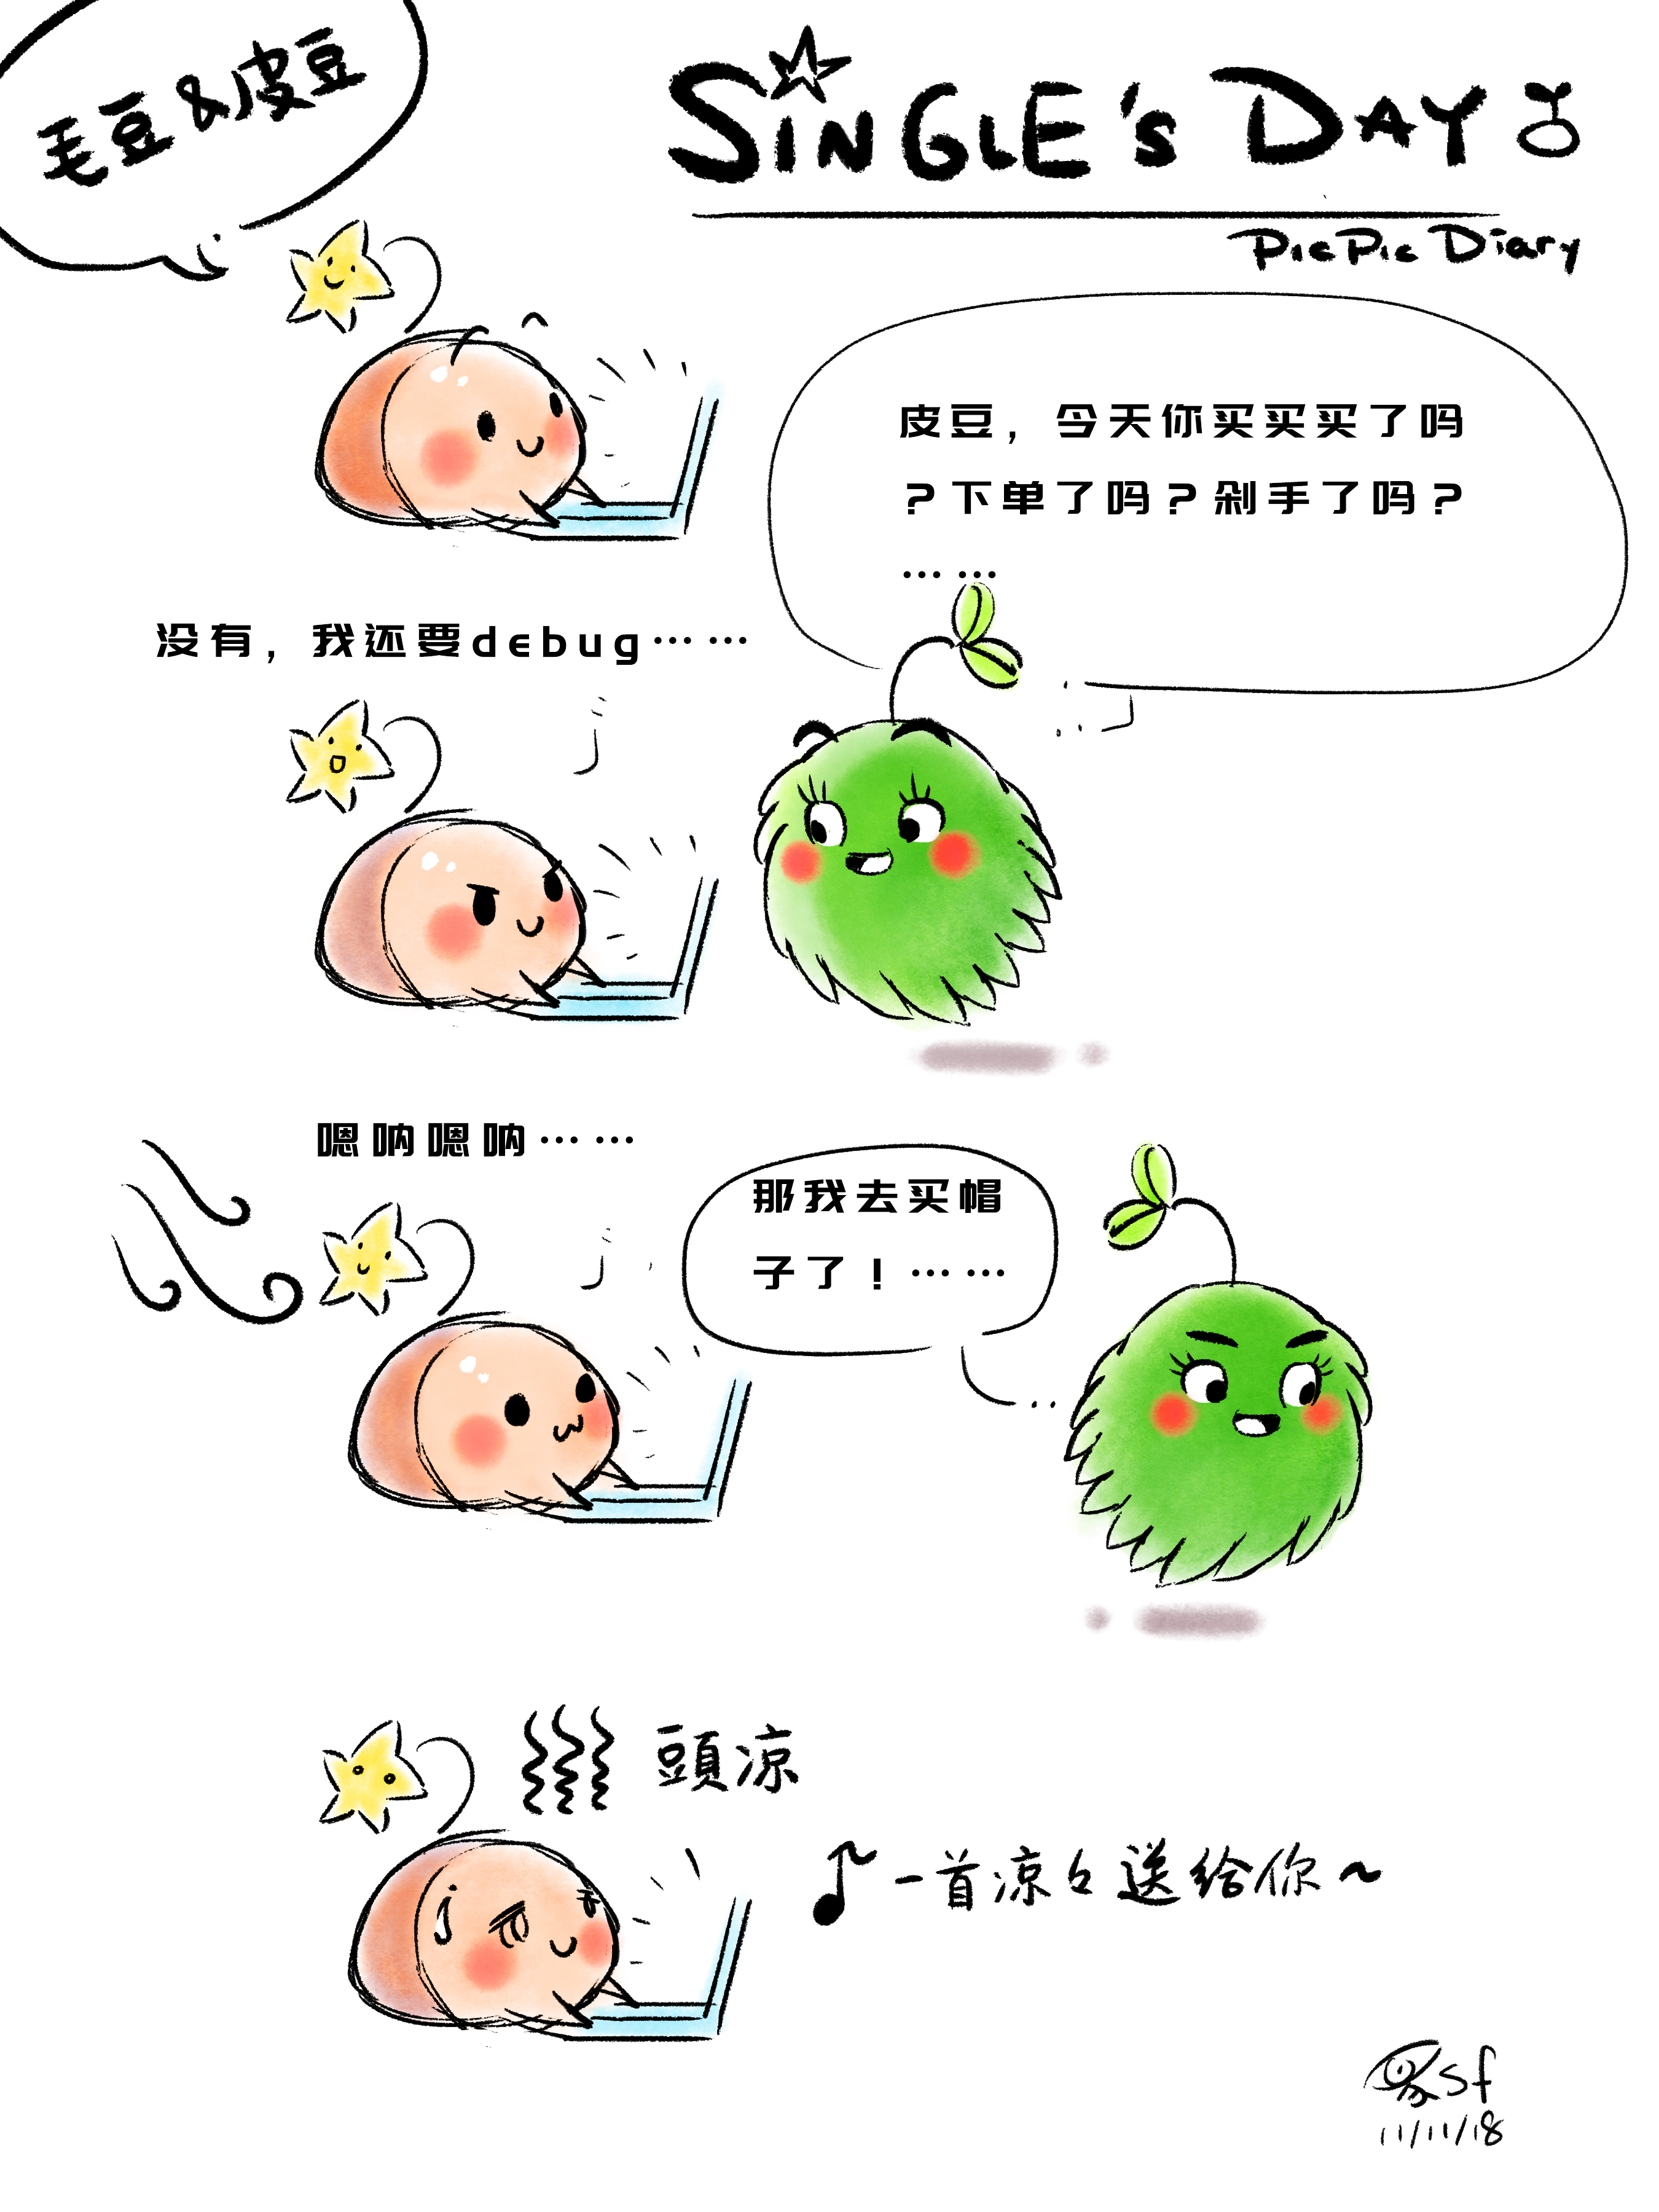 毛豆&皮豆
SINGLE's DAY
PicPic Diary
皮豆，今天你买买买了吗
？下单了吗？剁手了吗？
……
没有，我还要debug……
嗯呐嗯呐……
那我去买帽
子了！……
頭凉
一首凉々送给你~
sf
11/11/18